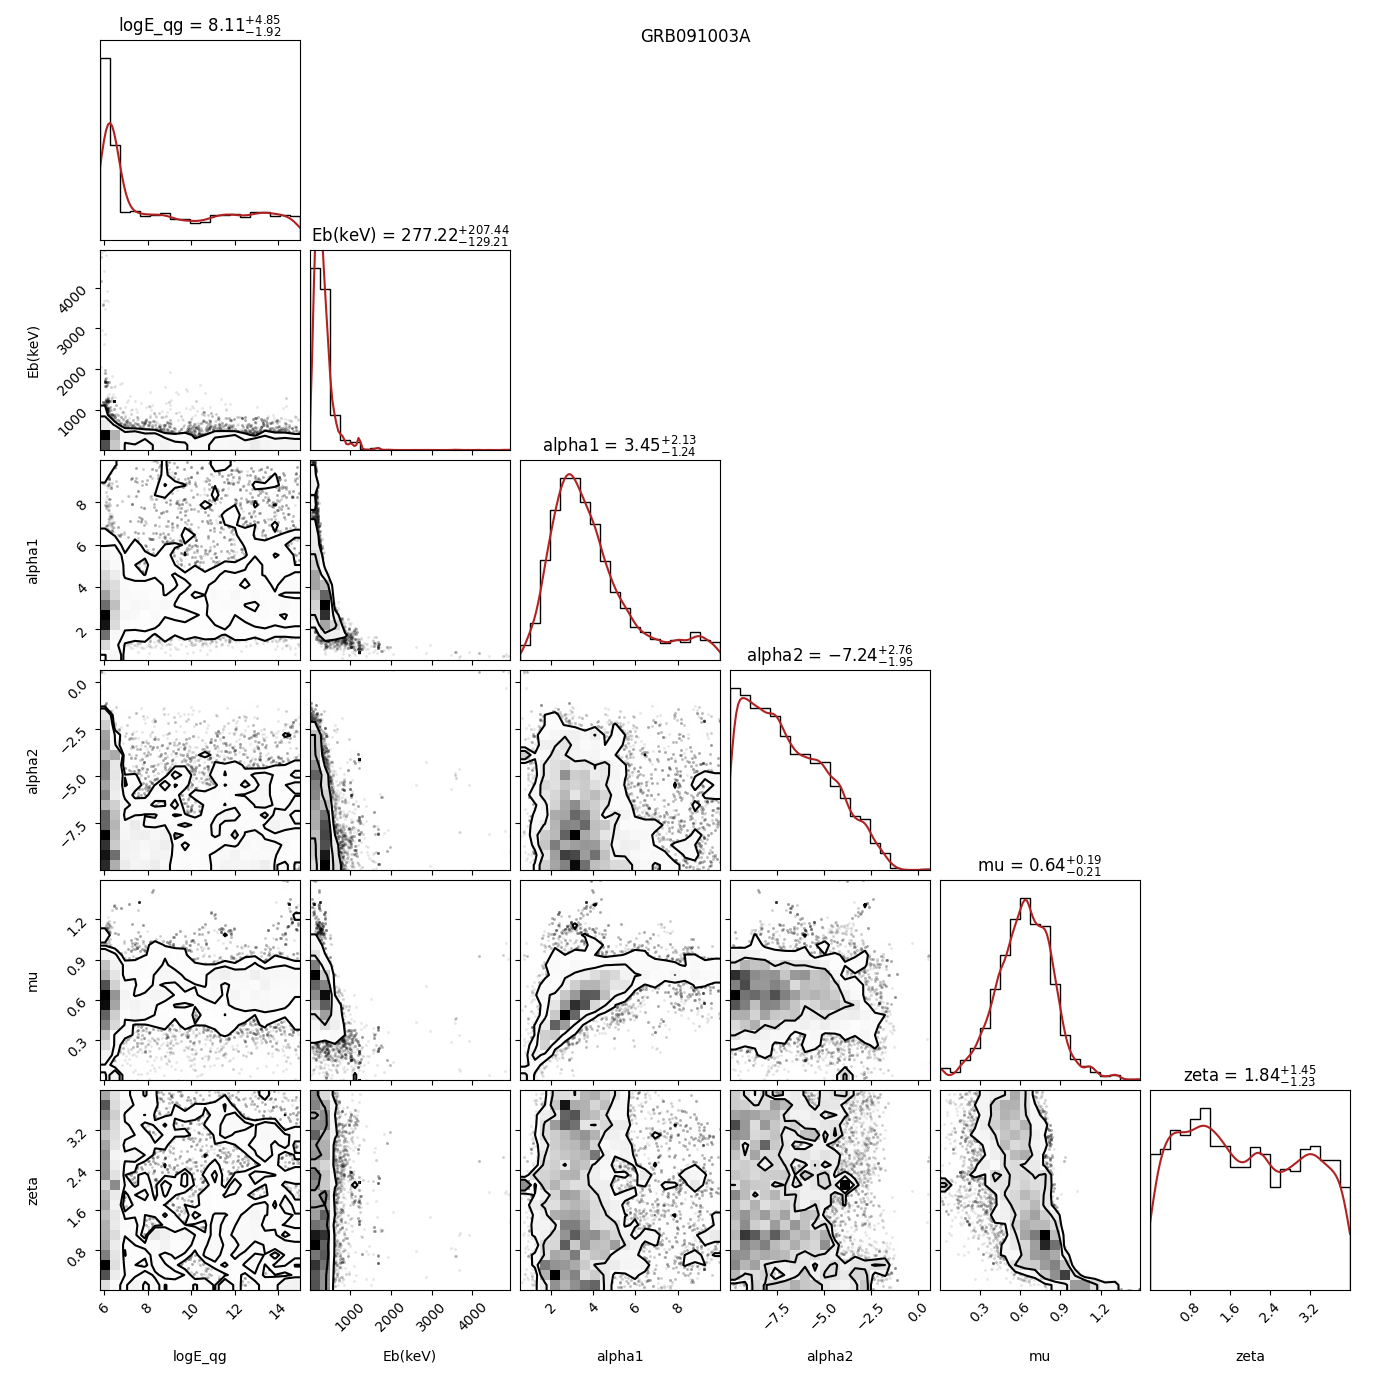 GRB091003A
logE_qg = 8.11+4.85 −1.92
Eb(keV) = 277.22+207.44 −129.21
Eb(keV)
4000
3000
2000
1000
alpha1 = 3.45+2.13 −1.24
alpha1
8
6
4
2
alpha2 = −7.24+2.76 −1.95
alpha2
0.0
−2.5
−5.0
−7.5
mu = 0.64+0.19 −0.21
mu
1.2
0.9
0.6
0.3
zeta = 1.84+1.45 −1.23
zeta
3.2
2.4
1.6
0.8
6 8 10 12 14
1000 2000 3000 4000
2 4 6 8
−7.5 −5.0 −2.5 0.0
0.3 0.6 0.9 1.2
0.8 1.6 2.4 3.2
logE_qg
Eb(keV)
alpha1
alpha2
mu
zeta